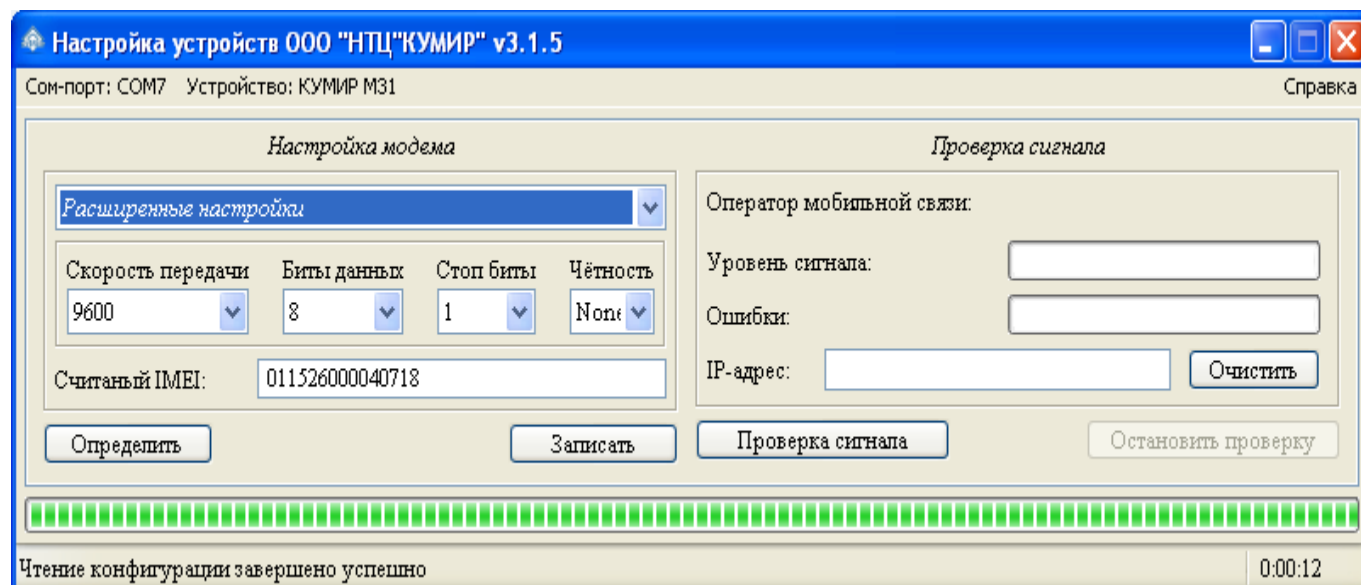 Настройка устройств ООО "НТЦ"КУМИР" v3.1.5
Сом-порт: COM7 Устройство: КУМИР М31 Справка
Настройка модема
Расширенные настройки
Скорость передачи Биты данных Стоп биты Чётность
9600 8 1 None
Считаный IMEI: 011526000040718
Определить Записать
Проверка сигнала
Оператор мобильной связи:
Уровень сигнала:
Ошибки:
IP-адрес: Очистить
Проверка сигнала Остановить проверку
Чтение конфигурации завершено успешно 0:00:12